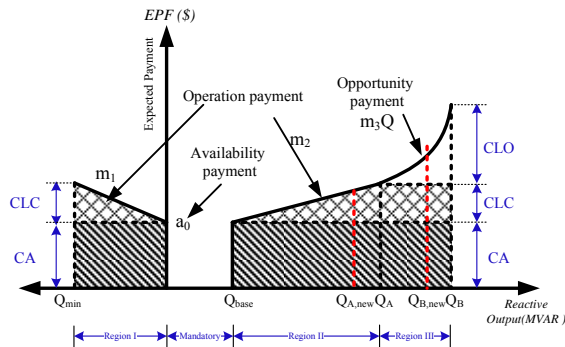 EPF ($)
Expected Payment
Opportunity
payment
m3Q
Operation payment
m2
Availability
payment
m1
a0
CLO
CLC
CLC
CA
CA
Qmin
Qbase
QA,new
QA
QB,new
QB
Reactive
Output(MVAR)
Region I
Mandatory
Region II
Region III